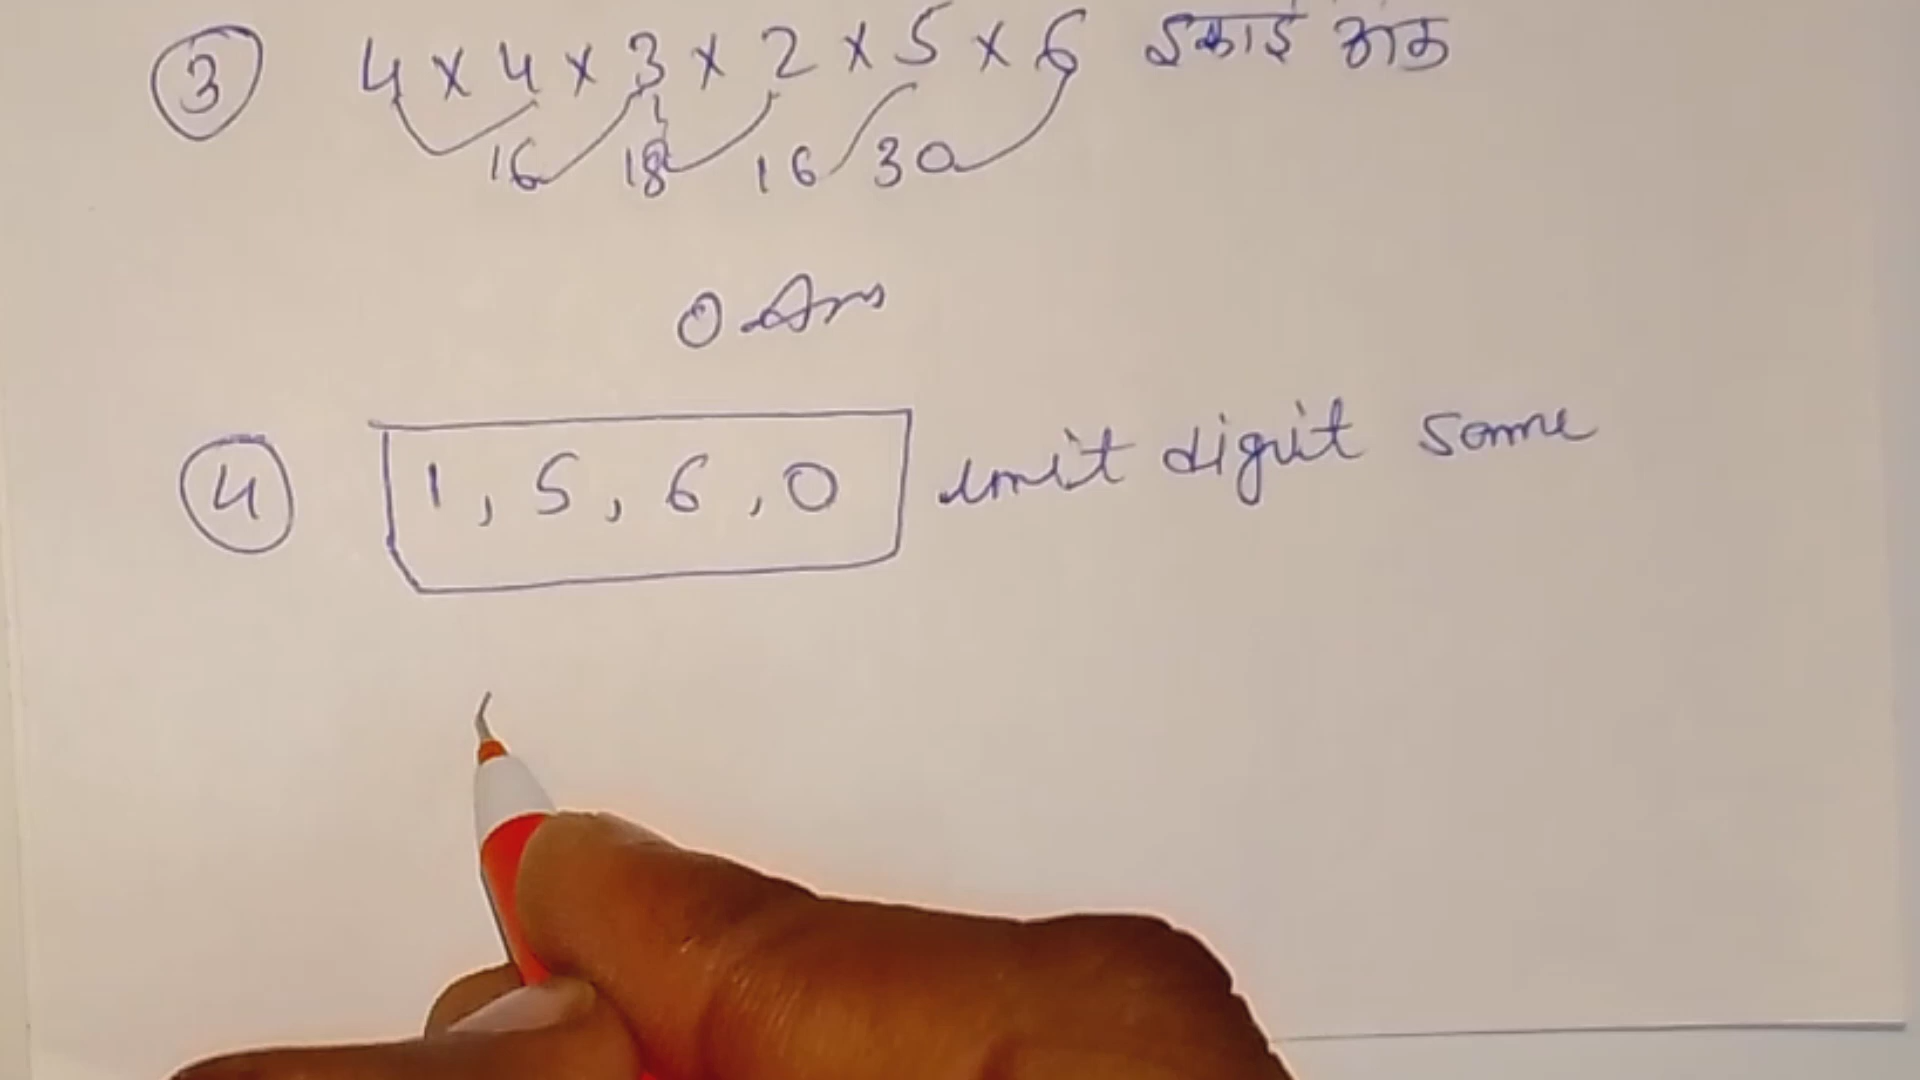 ③ 4 × 4 × 3 × 2 × 5 × 6 इकाई अंक
16 18 16 30
0 Ans
④ 1, 5, 6, 0 unit digit same